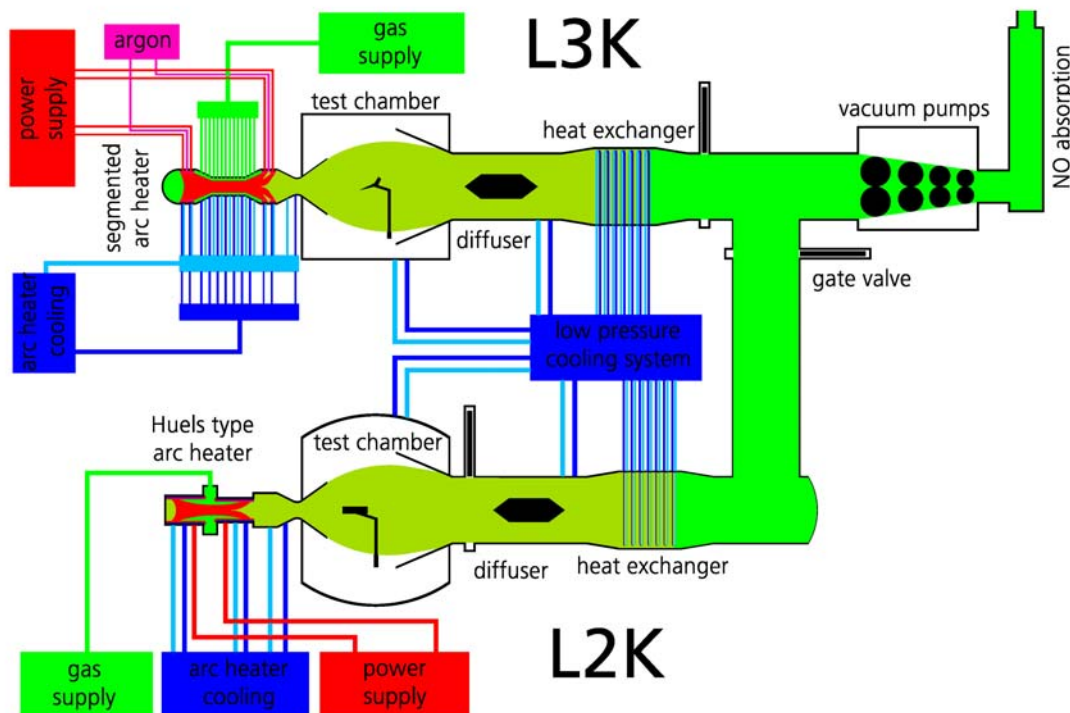 L3K
argon
gas
supply
power
supply
test chamber
heat exchanger
vacuum pumps
NO absorption
segmented
arc heater
diffuser
gate valve
arc heater
cooling
low pressure
cooling system
Huels type
arc heater
test chamber
diffuser
heat exchanger
L2K
gas
supply
arc heater
cooling
power
supply